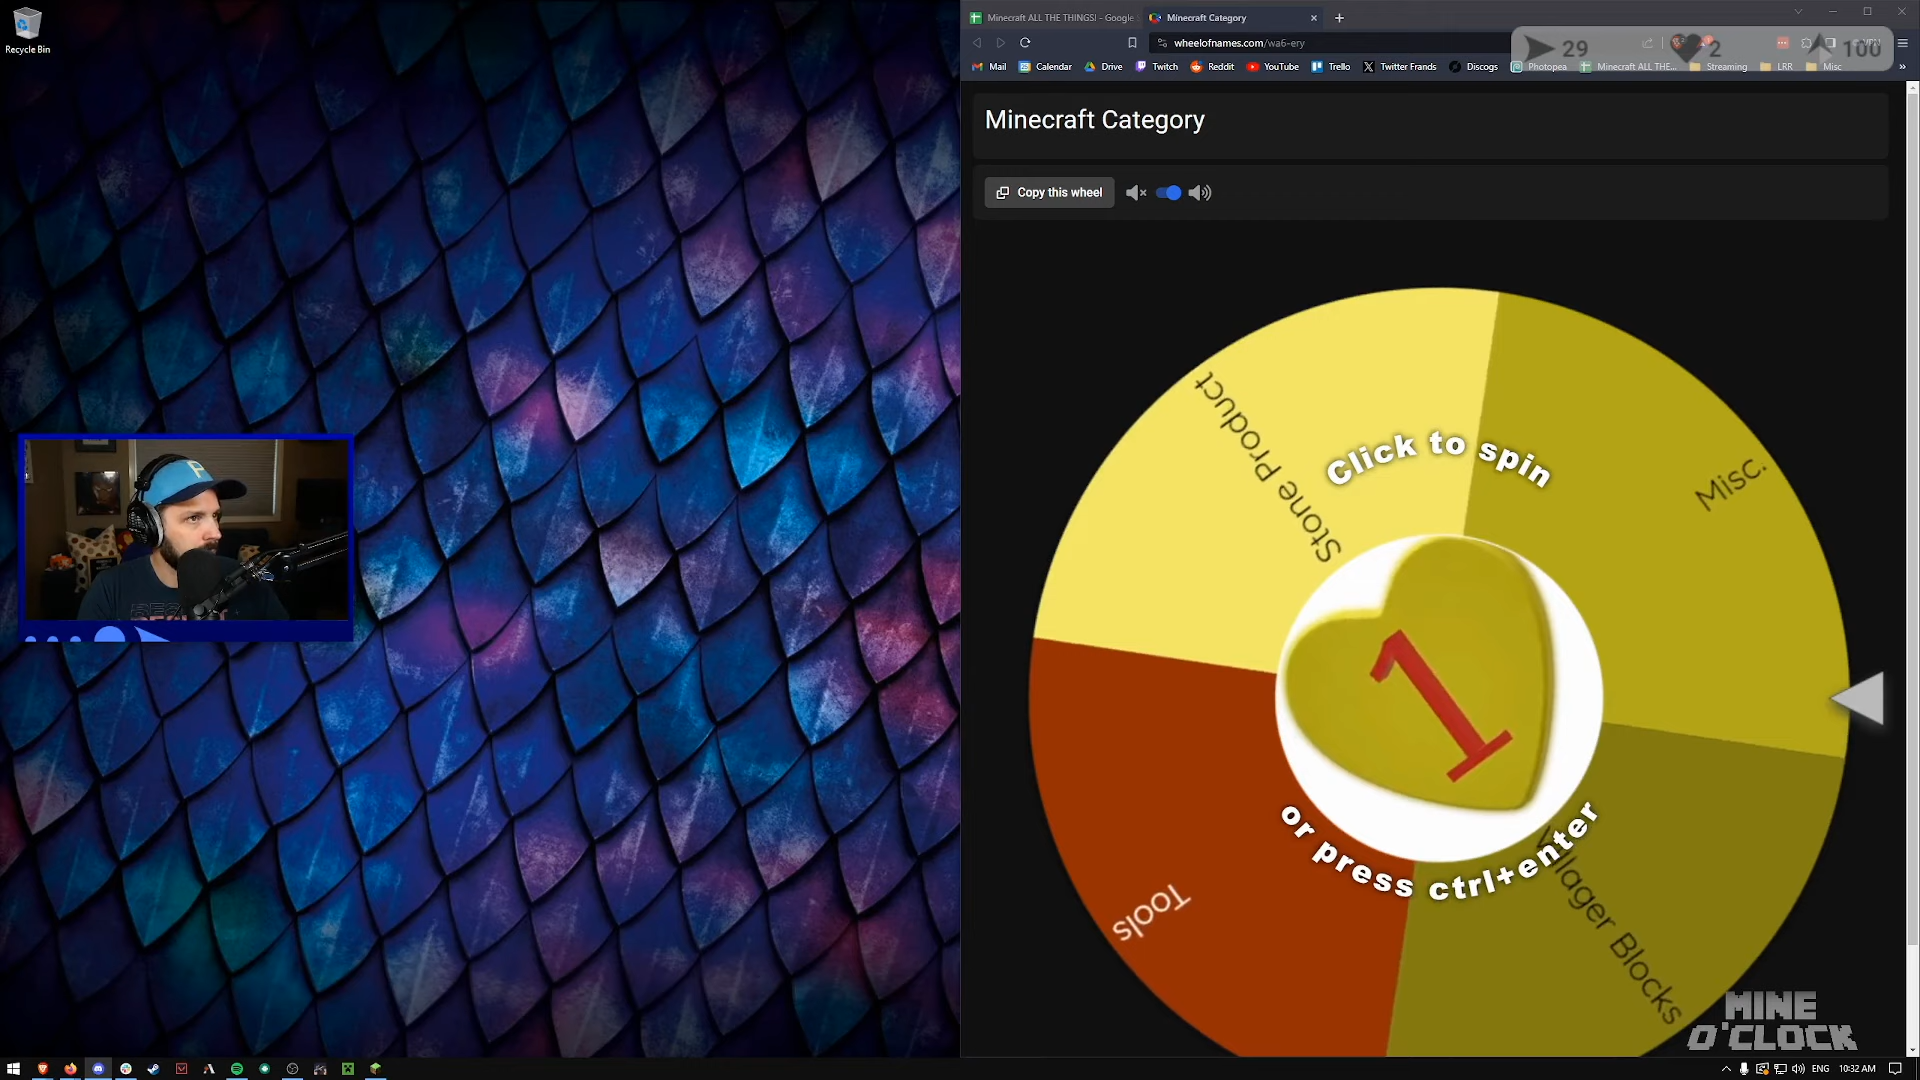 Recycle Bin
Minecraft ALL THE THINGS! - Google
Minecraft Category
wheelofnames.com/wa6-ery
29
2
100
Mail
Calendar
Drive
Twitch
Reddit
YouTube
Trello
Twitter Frands
Discogs
Photopea
Minecraft ALL THE...
Streaming
LRR
Misc
Minecraft Category
Copy this wheel
Stone Product
Misc.
Click to spin
1
or press ctrl+enter
Tools
Villager Blocks
MINE
O'CLOCK
ENG
10:32 AM